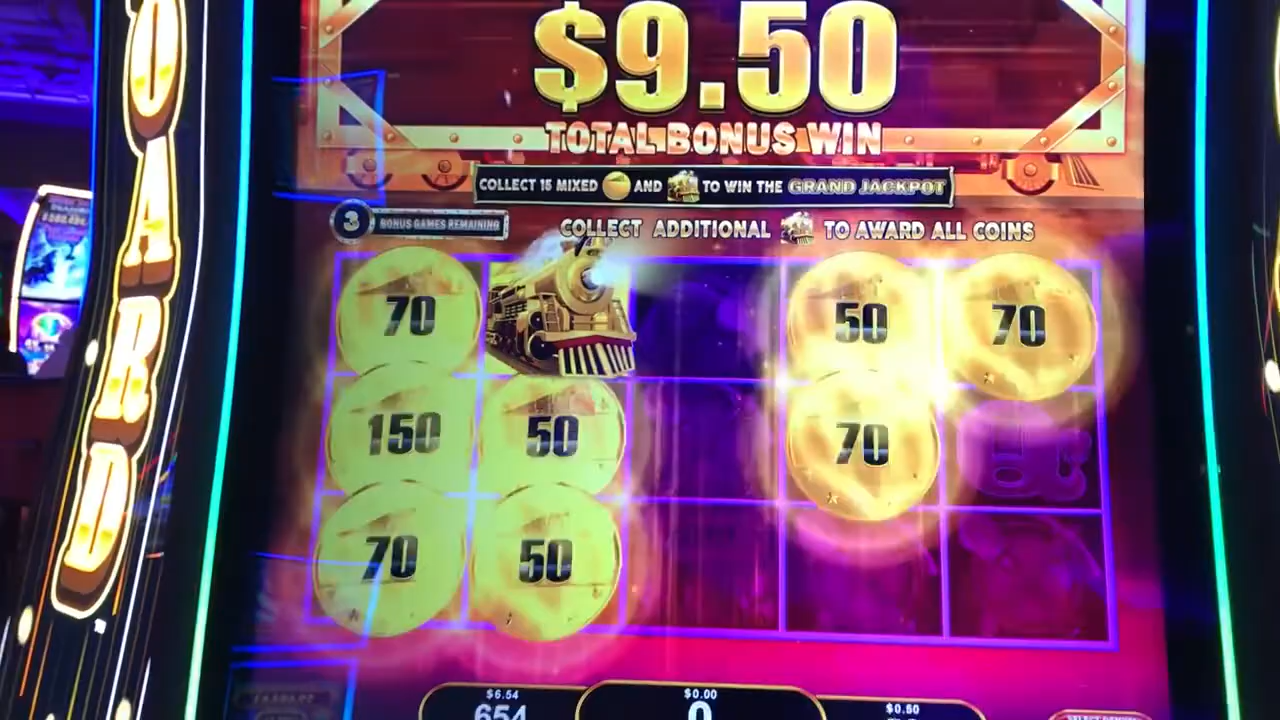 OARD
$9.50
TOTAL BONUS WIN
COLLECT 15 MIXED AND TO WIN THE GRAND JACKPOT
3 BONUS GAMES REMAINING
COLLECT ADDITIONAL TO AWARD ALL COINS
70 50 70
150 50 70
70 50
$6.54 $0.00 $0.60
654 0